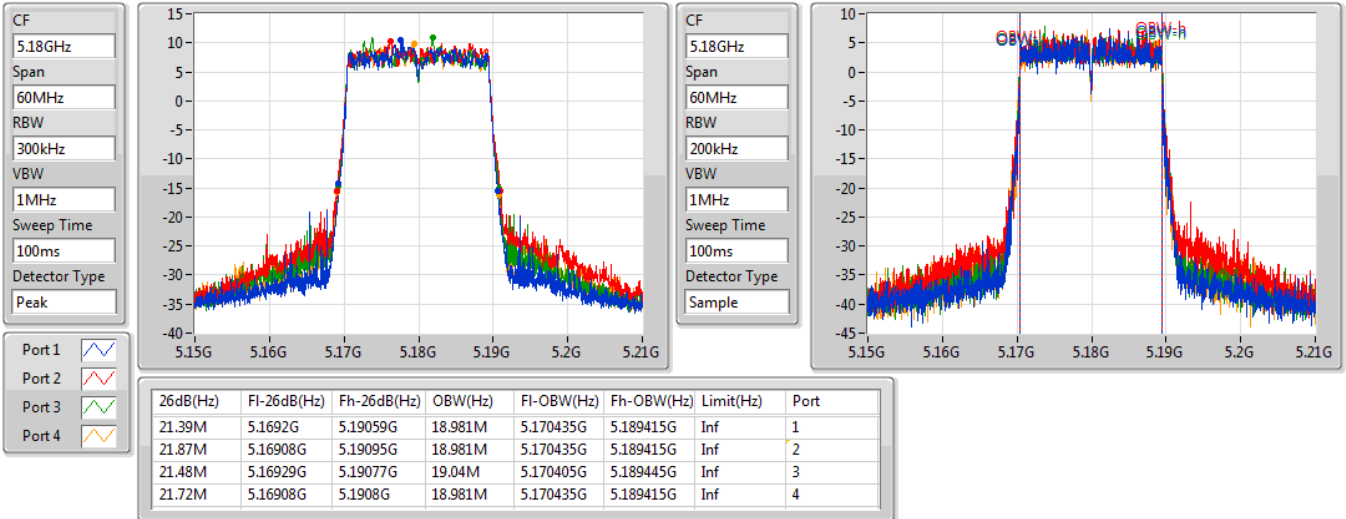 CF
5.18GHz
Span
60MHz
RBW
300kHz
VBW
1MHz
Sweep Time
100ms
Detector Type
Peak
15
10
5
0
-5
-10
-15
-20
-25
-30
-35
-40
5.15G 5.16G 5.17G 5.18G 5.19G 5.2G 5.21G
CF
5.18GHz
Span
60MHz
RBW
200kHz
VBW
1MHz
Sweep Time
100ms
Detector Type
Sample
10
5
0
-5
-10
-15
-20
-25
-30
-35
-40
-45
OBW-h
5.15G 5.16G 5.17G 5.18G 5.19G 5.2G 5.21G
Port 1
Port 2
Port 3
Port 4
26dB(Hz) Fl-26dB(Hz) Fh-26dB(Hz) OBW(Hz) Fl-OBW(Hz) Fh-OBW(Hz) Limit(Hz) Port
21.39M 5.1692G 5.19059G 18.981M 5.170435G 5.189415G Inf 1
21.87M 5.16908G 5.19095G 18.981M 5.170435G 5.189415G Inf 2
21.48M 5.16929G 5.19077G 19.04M 5.170405G 5.189445G Inf 3
21.72M 5.16908G 5.1908G 18.981M 5.170435G 5.189415G Inf 4